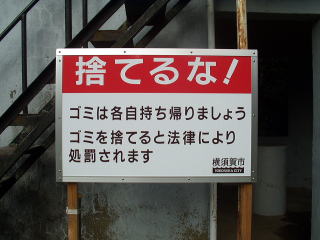 捨てるな!
ゴミは各自持ち帰りましょう
ゴミを捨てると法律により
処罰されます
横須賀市
YOKOSUKA CITY